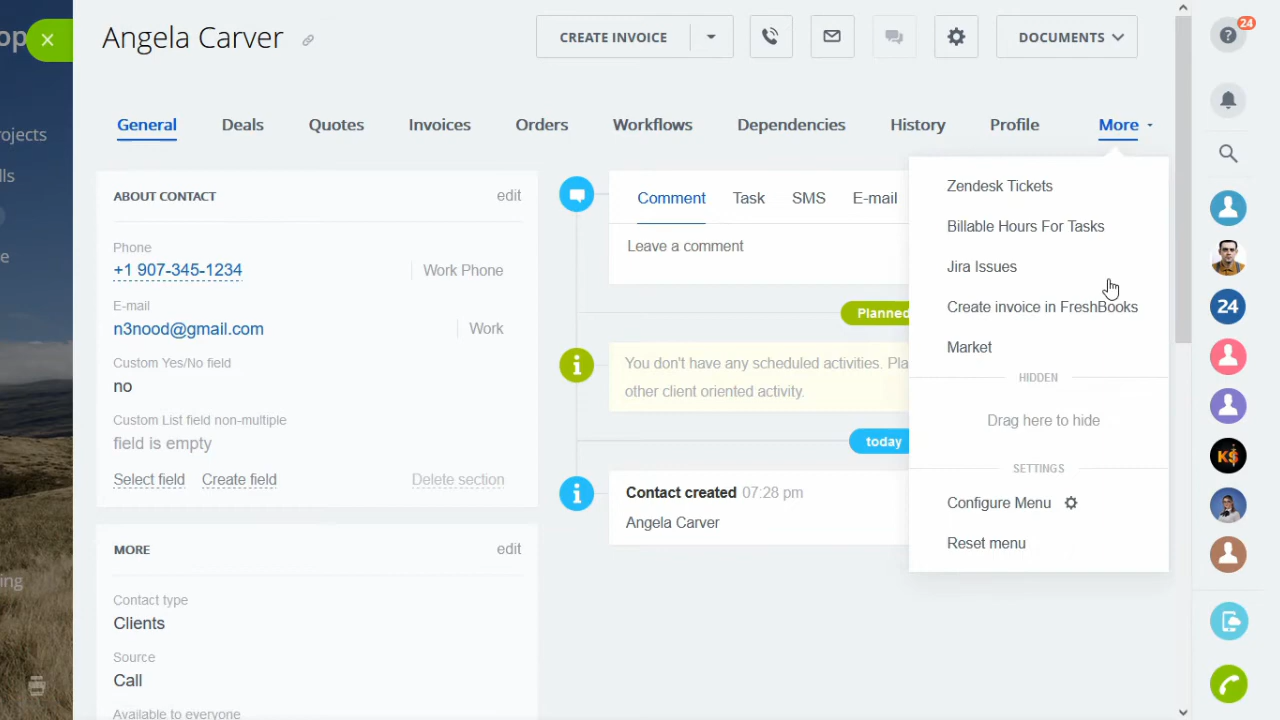 op
Angela Carver
CREATE INVOICE
DOCUMENTS
24
rojects
lls
e
ing
General
Deals
Quotes
Invoices
Orders
Workflows
Dependencies
History
Profile
More
ABOUT CONTACT
edit
Phone
+1 907-345-1234
Work Phone
E-mail
n3nood@gmail.com
Work
Custom Yes/No field
no
Custom List field non-multiple
field is empty
Select field
Create field
Delete section
MORE
edit
Contact type
Clients
Source
Call
Available to everyone
Comment
Task
SMS
E-mail
Leave a comment
Planned
You don't have any scheduled activities. Pla
other client oriented activity.
today
Contact created 07:28 pm
Angela Carver
Zendesk Tickets
Billable Hours For Tasks
Jira Issues
Create invoice in FreshBooks
Market
HIDDEN
Drag here to hide
SETTINGS
Configure Menu
Reset menu
24
K$